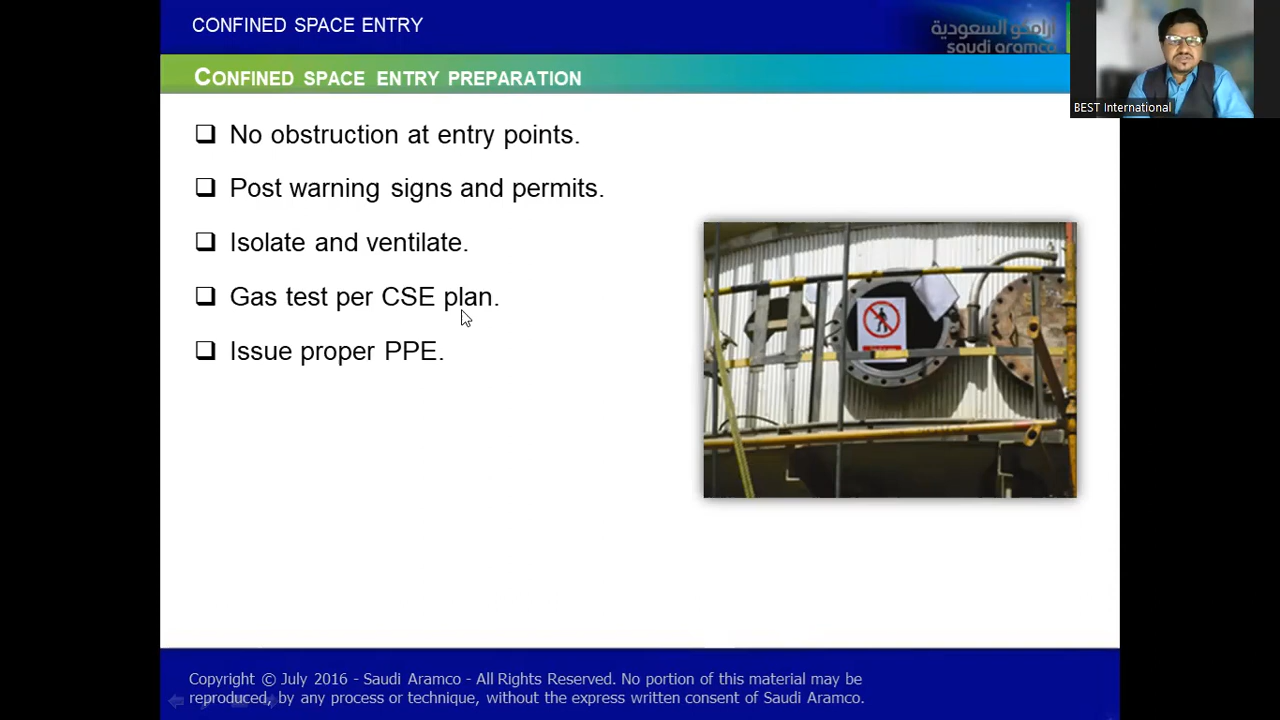 CONFINED SPACE ENTRY
أرامكو السعودية
saudi aramco
CONFINED SPACE ENTRY PREPARATION
BEST International
No obstruction at entry points.
Post warning signs and permits.
Isolate and ventilate.
Gas test per CSE plan.
Issue proper PPE.
Copyright © July 2016 - Saudi Aramco - All Rights Reserved. No portion of this material may be
reproduced, by any process or technique, without the express written consent of Saudi Aramco.